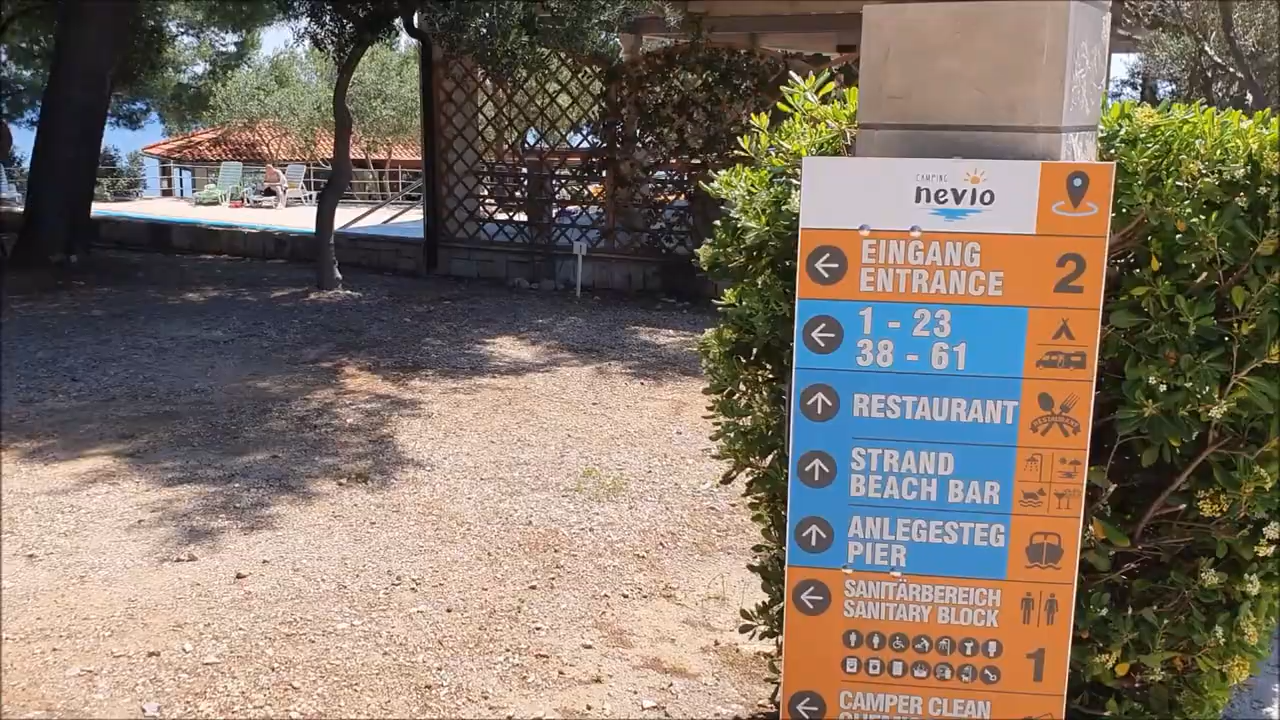 CAMPING
nevio
EINGANG
ENTRANCE
2
1 - 23
38 - 61
RESTAURANT
RESTAURANT
STRAND
BEACH BAR
ANLEGESTEG
PIER
SANITÄRBEREICH
SANITARY BLOCK
1
CAMPER CLEAN